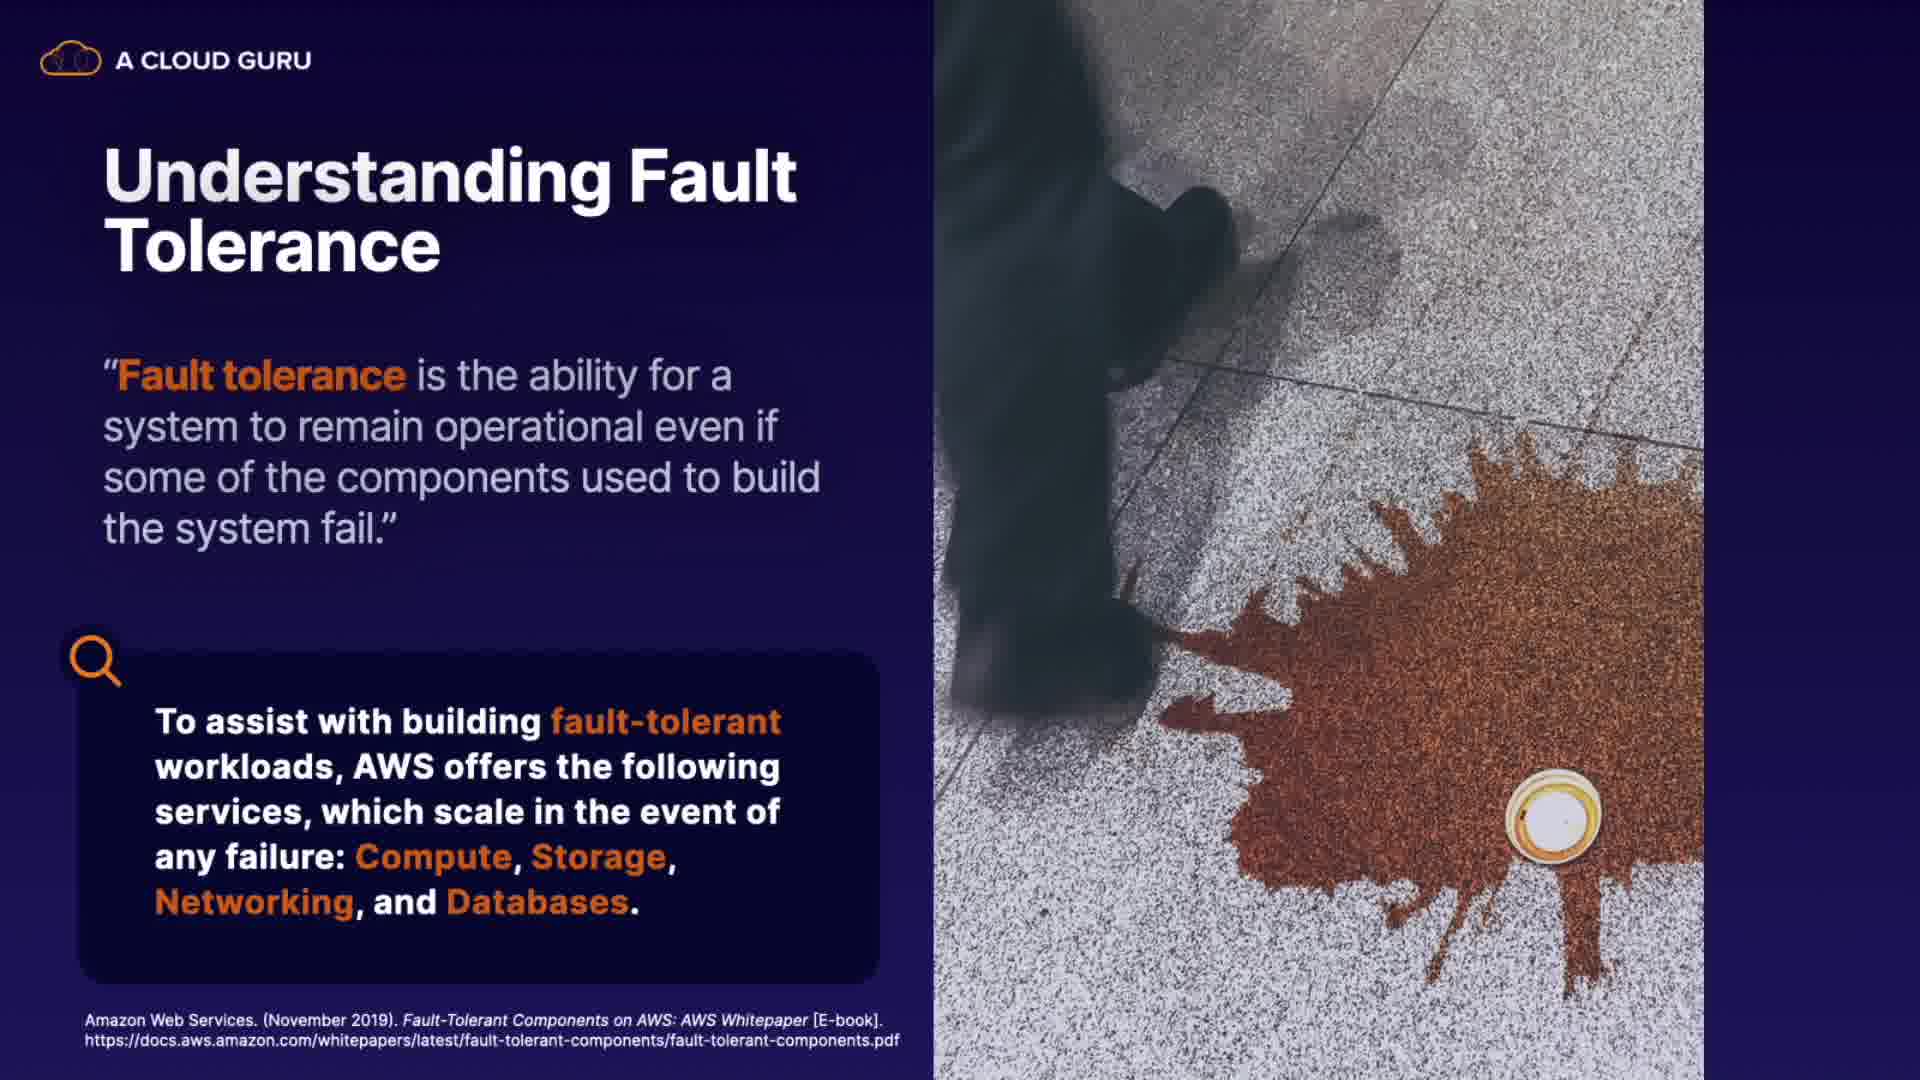 A CLOUD GURU
Understanding Fault
Tolerance
“Fault tolerance is the ability for a
system to remain operational even if
some of the components used to build
the system fail.”
To assist with building fault-tolerant
workloads, AWS offers the following
services, which scale in the event of
any failure: Compute, Storage,
Networking, and Databases.
Amazon Web Services. (November 2019). Fault-Tolerant Components on AWS: AWS Whitepaper [E-book].
https://docs.aws.amazon.com/whitepapers/latest/fault-tolerant-components/fault-tolerant-components.pdf